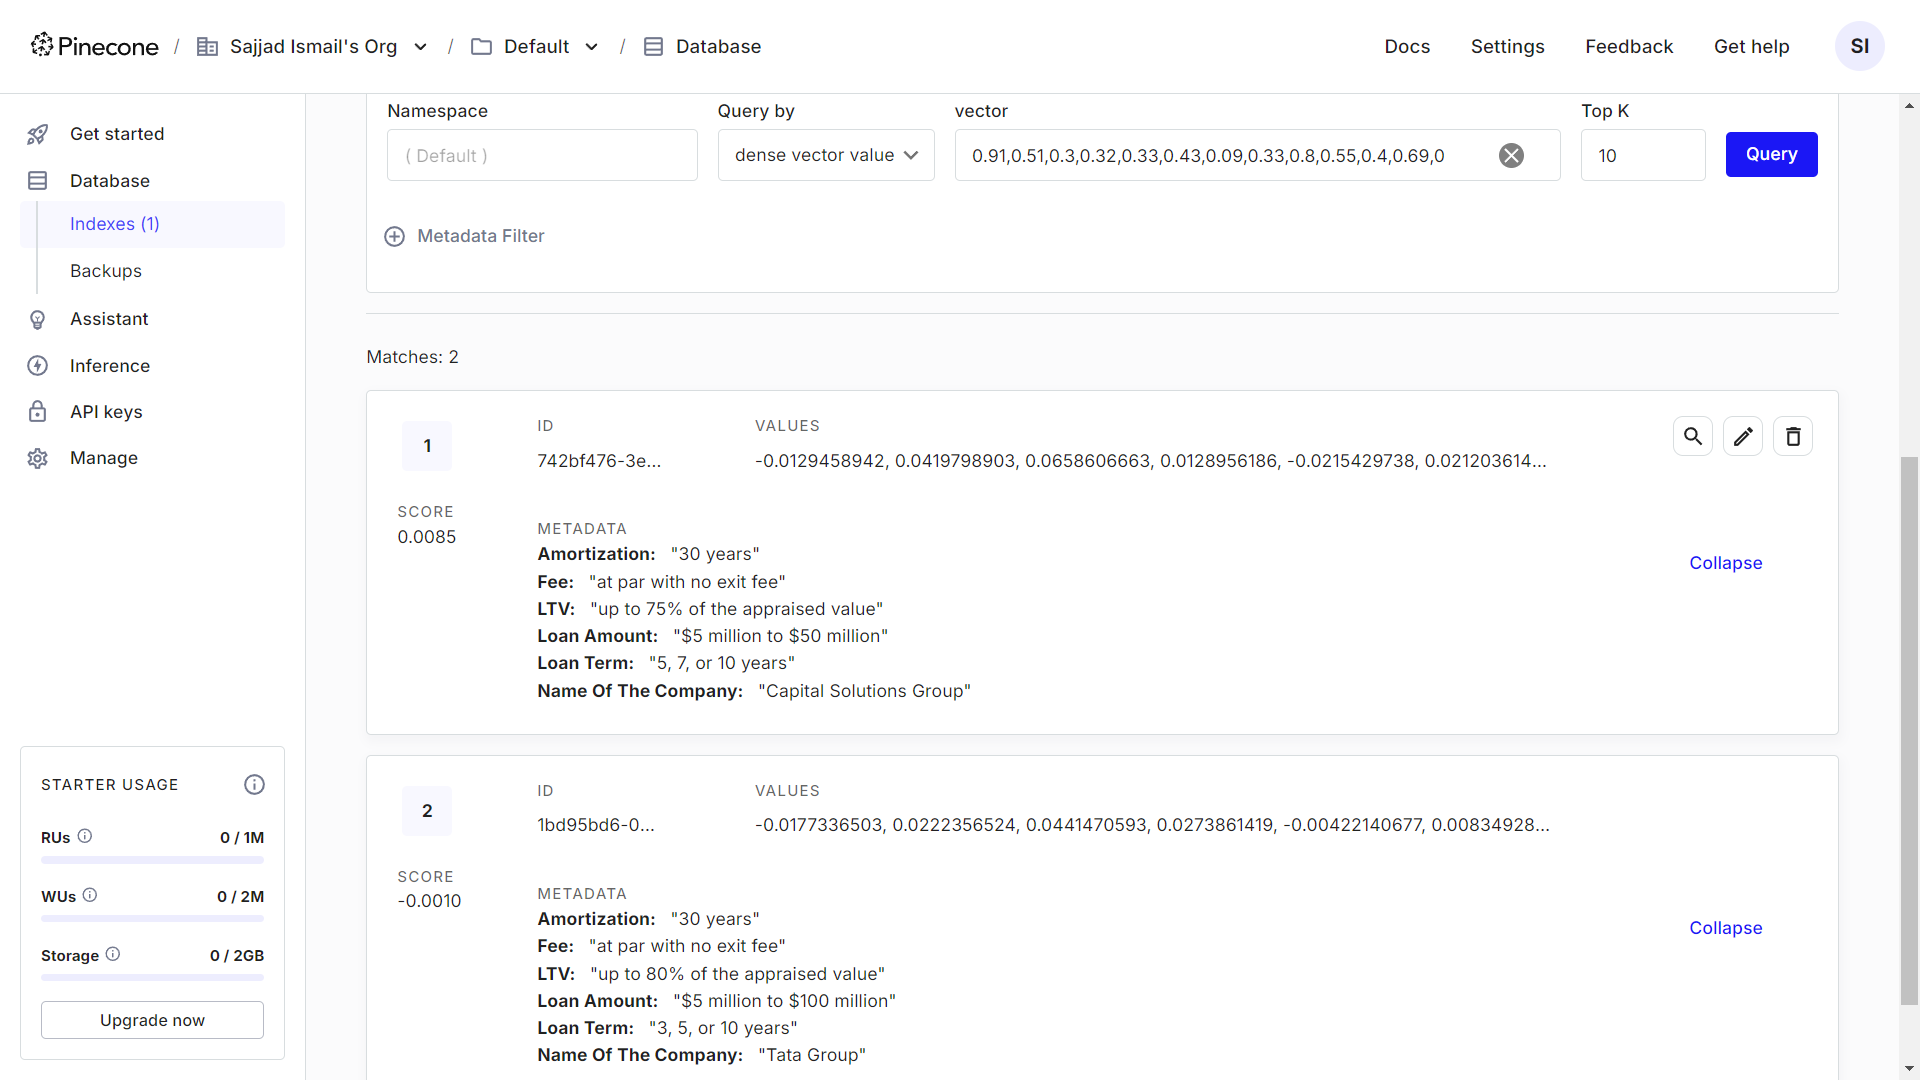 Pinecone / Sajjad Ismail's Org / Default / Database
Docs Settings Feedback Get help SI
Get started
Database
Indexes (1)
Backups
Assistant
Inference
API keys
Manage
STARTER USAGE
RUs 0 / 1M
WUs 0 / 2M
Storage 0 / 2GB
Upgrade now
Namespace Query by vector Top K
( Default ) dense vector value 0.91,0.51,0.3,0.32,0.33,0.43,0.09,0.33,0.8,0.55,0.4,0.69,0 10 Query
Metadata Filter
Matches: 2
1
ID VALUES
742bf476-3e... -0.0129458942, 0.0419798903, 0.0658606663, 0.0128956186, -0.0215429738, 0.021203614...
SCORE
0.0085
METADATA
Amortization: "30 years"
Fee: "at par with no exit fee"
LTV: "up to 75% of the appraised value"
Loan Amount: "$5 million to $50 million"
Loan Term: "5, 7, or 10 years"
Name Of The Company: "Capital Solutions Group"
Collapse
2
ID VALUES
1bd95bd6-0... -0.0177336503, 0.0222356524, 0.0441470593, 0.0273861419, -0.00422140677, 0.00834928...
SCORE
-0.0010
METADATA
Amortization: "30 years"
Fee: "at par with no exit fee"
LTV: "up to 80% of the appraised value"
Loan Amount: "$5 million to $100 million"
Loan Term: "3, 5, or 10 years"
Name Of The Company: "Tata Group"
Collapse